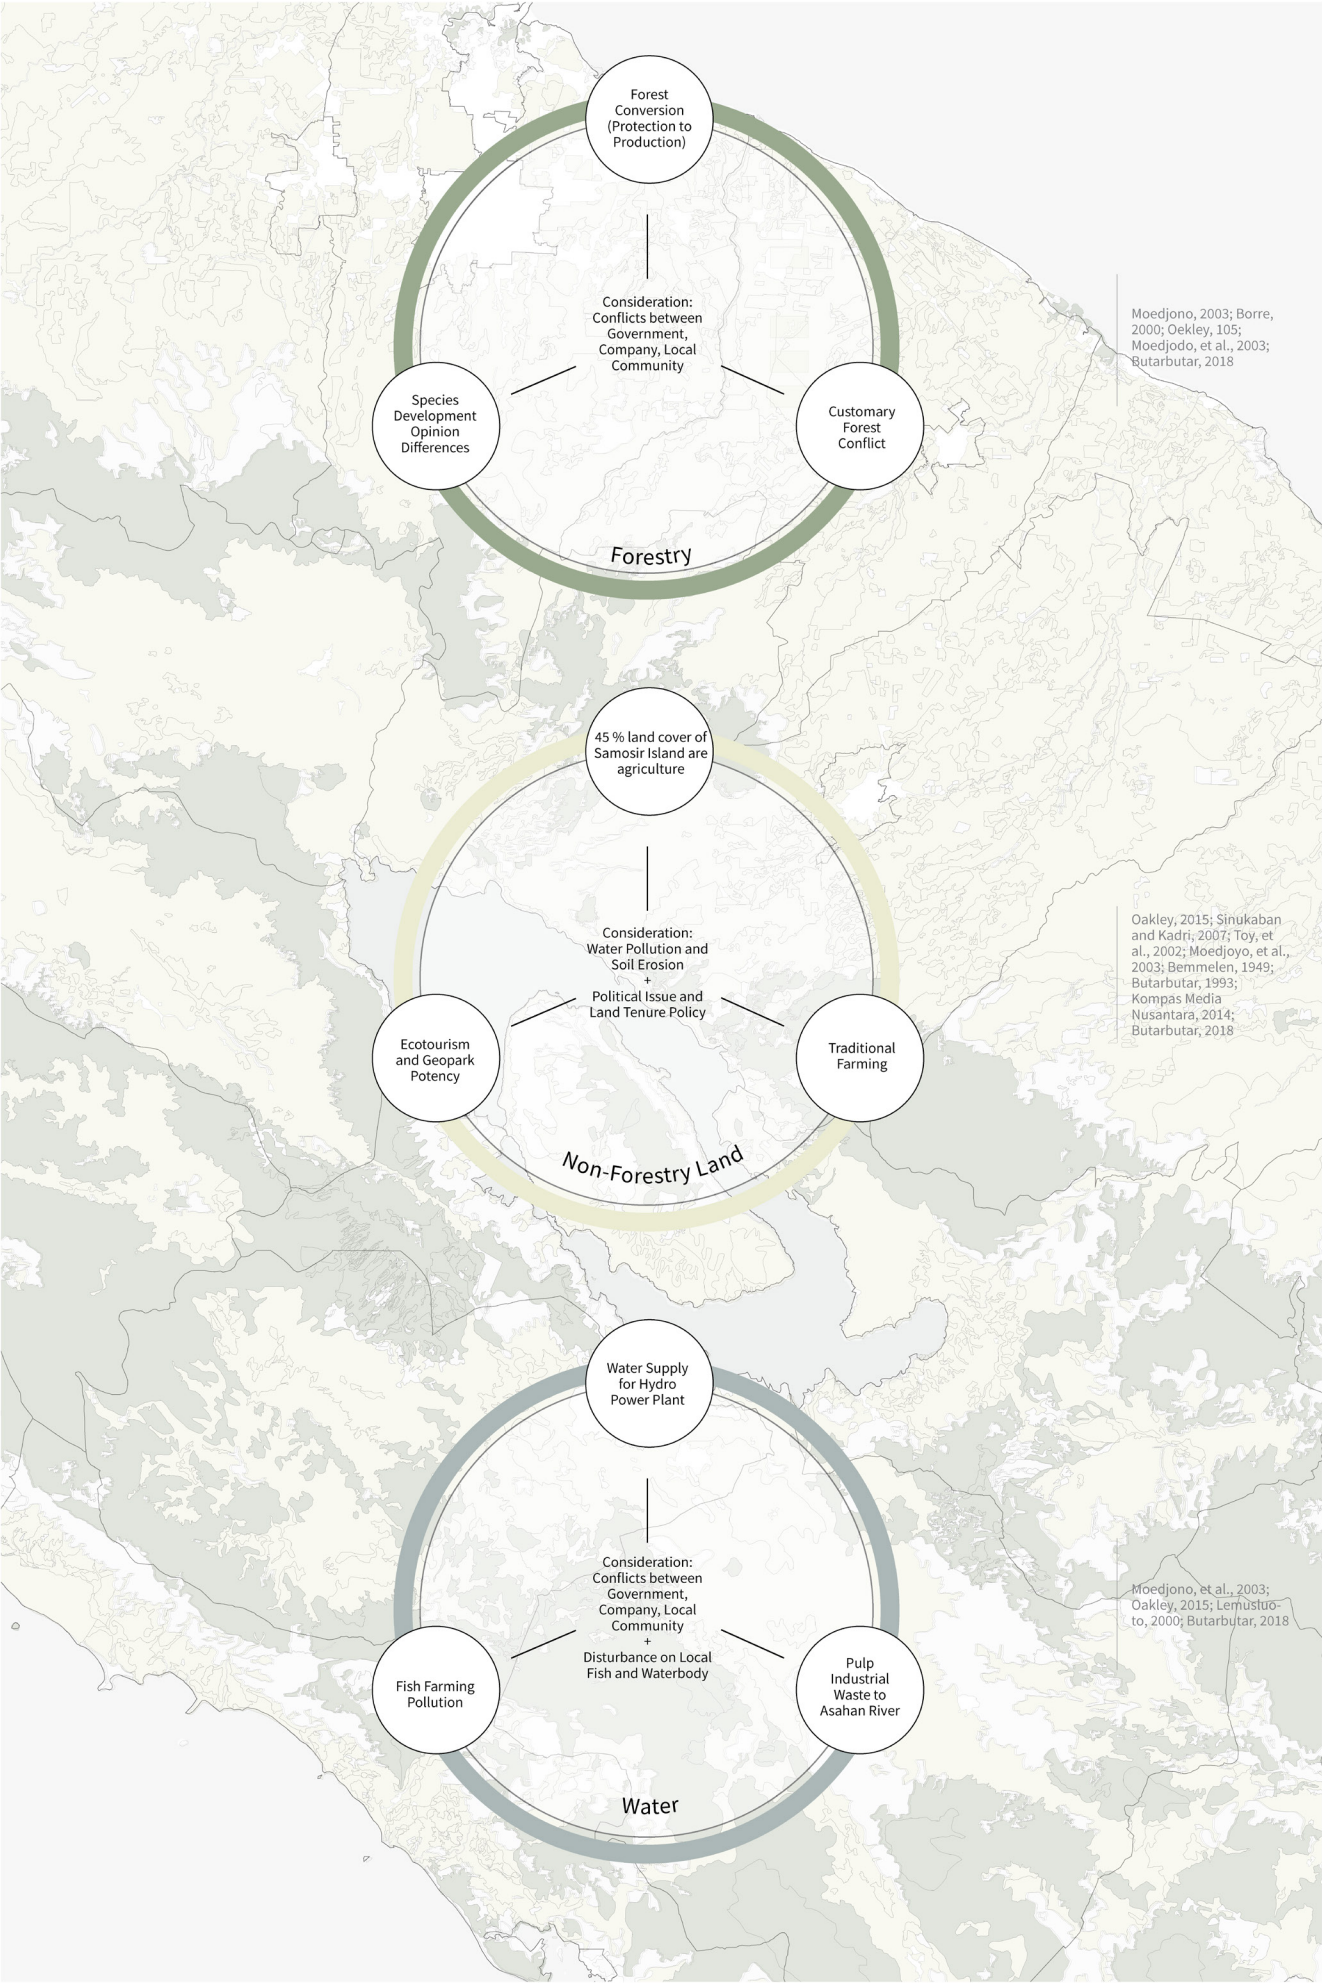 Forest
Conversion
(Protection to
Production)
Consideration:
Conflicts between
Government,
Company, Local
Community
Species
Development
Opinion
Differences
Customary
Forest
Conflict
Forestry
Moedjono, 2003; Borre,
2000; Oekley, 105;
Moedjodo, et al., 2003;
Butarbutar, 2018
45 % land cover of
Samosir Island are
agriculture
Consideration:
Water Pollution and
Soil Erosion
+
Political Issue and
Land Tenure Policy
Ecotourism
and Geopark
Potency
Traditional
Farming
Non-Forestry Land
Oakley, 2015; Sinukaban
and Kadri, 2007; Toy, et
al., 2002; Moedjoyo, et al.,
2003; Bemmelen, 1949;
Butarbutar, 1993;
Kompas Media
Nusantara, 2014;
Butarbutar, 2018
Water Supply
for Hydro
Power Plant
Consideration:
Conflicts between
Government,
Company, Local
Community
+
Disturbance on Local
Fish and Waterbody
Fish Farming
Pollution
Pulp
Industrial
Waste to
Asahan River
Water
Moedjono, et al., 2003;
Oakley, 2015; Lemusluo-
to, 2000; Butarbutar, 2018